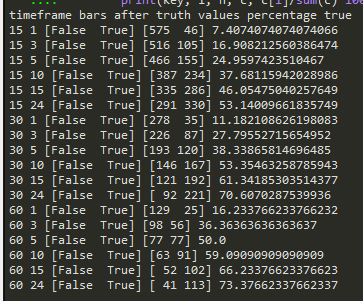 print(key, i, n, c, c[i]/sum(c) 100
timeframe bars after truth values percentage true
15 1 [False  True] [575  46] 7.4074074074074066
15 3 [False  True] [516 105] 16.908212560386474
15 5 [False  True] [466 155] 24.9597423510467
15 10 [False  True] [387 234] 37.68115942028986
15 15 [False  True] [335 286] 46.05475040257649
15 24 [False  True] [291 330] 53.14009661835749
30 1 [False  True] [278  35] 11.182108626198083
30 3 [False  True] [226  87] 27.79552715654952
30 5 [False  True] [193 120] 38.33865814696485
30 10 [False  True] [146 167] 53.35463258785943
30 15 [False  True] [121 192] 61.34185303514377
30 24 [False  True] [ 92 221] 70.6070287539936
60 1 [False  True] [129  25] 16.233766233766232
60 3 [False  True] [98 56] 36.36363636363637
60 5 [False  True] [77 77] 50.0
60 10 [False  True] [63 91] 59.09090909090909
60 15 [False  True] [ 52 102] 66.23376623376623
60 24 [False  True] [ 41 113] 73.37662337662337